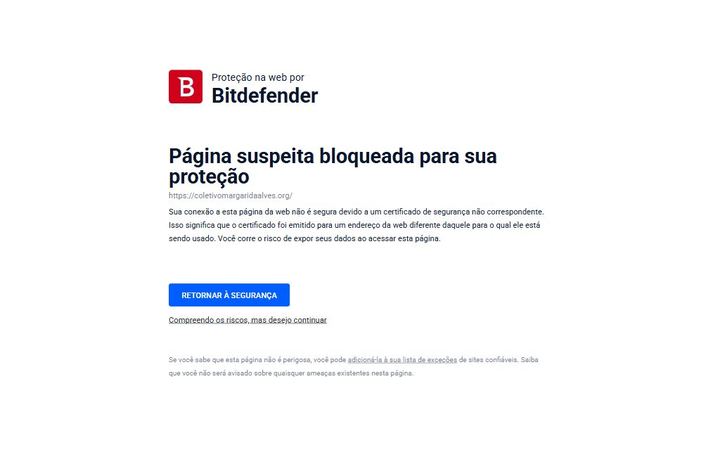 B
Proteção na web por
Bitdefender
Página suspeita bloqueada para sua
proteção
https://coletivomargaridaalves.org/
Sua conexão a esta página da web não é segura devido a um certificado de segurança não correspondente.
Isso significa que o certificado foi emitido para um endereço da web diferente daquele para o qual ele está
sendo usado. Você corre o risco de expor seus dados ao acessar esta página.
RETORNAR À SEGURANÇA
Compreendo os riscos, mas desejo continuar
Se você sabe que esta página não é perigosa, você pode adicioná-la à sua lista de exceções de sites confiáveis. Saiba
que você não será avisado sobre quaisquer ameaças existentes nesta página.